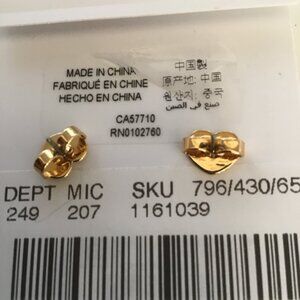 MADE IN CHINA
FABRIQUÉ EN CHINE
HECHO EN CHINA
中国製
原产地: 中国
원산지: 중국
صنع في الصين
CA57710
RN0102760
DEPT MIC SKU 796/430/65
249 207 1161039